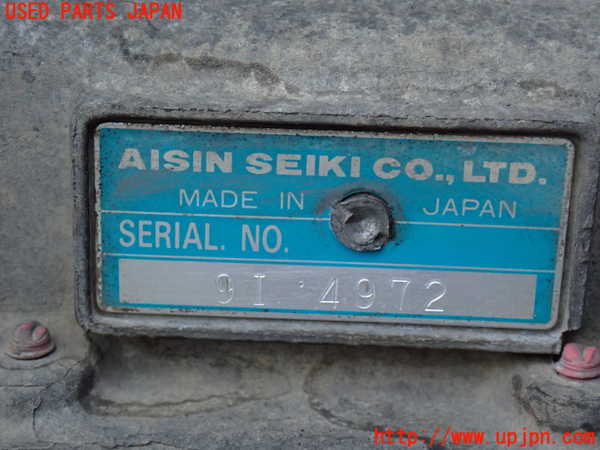 USED PARTS JAPAN
AISIN SEIKI CO., LTD.
MADE IN JAPAN
SERIAL. NO.
9I 4972
http://www.upjpn.com/